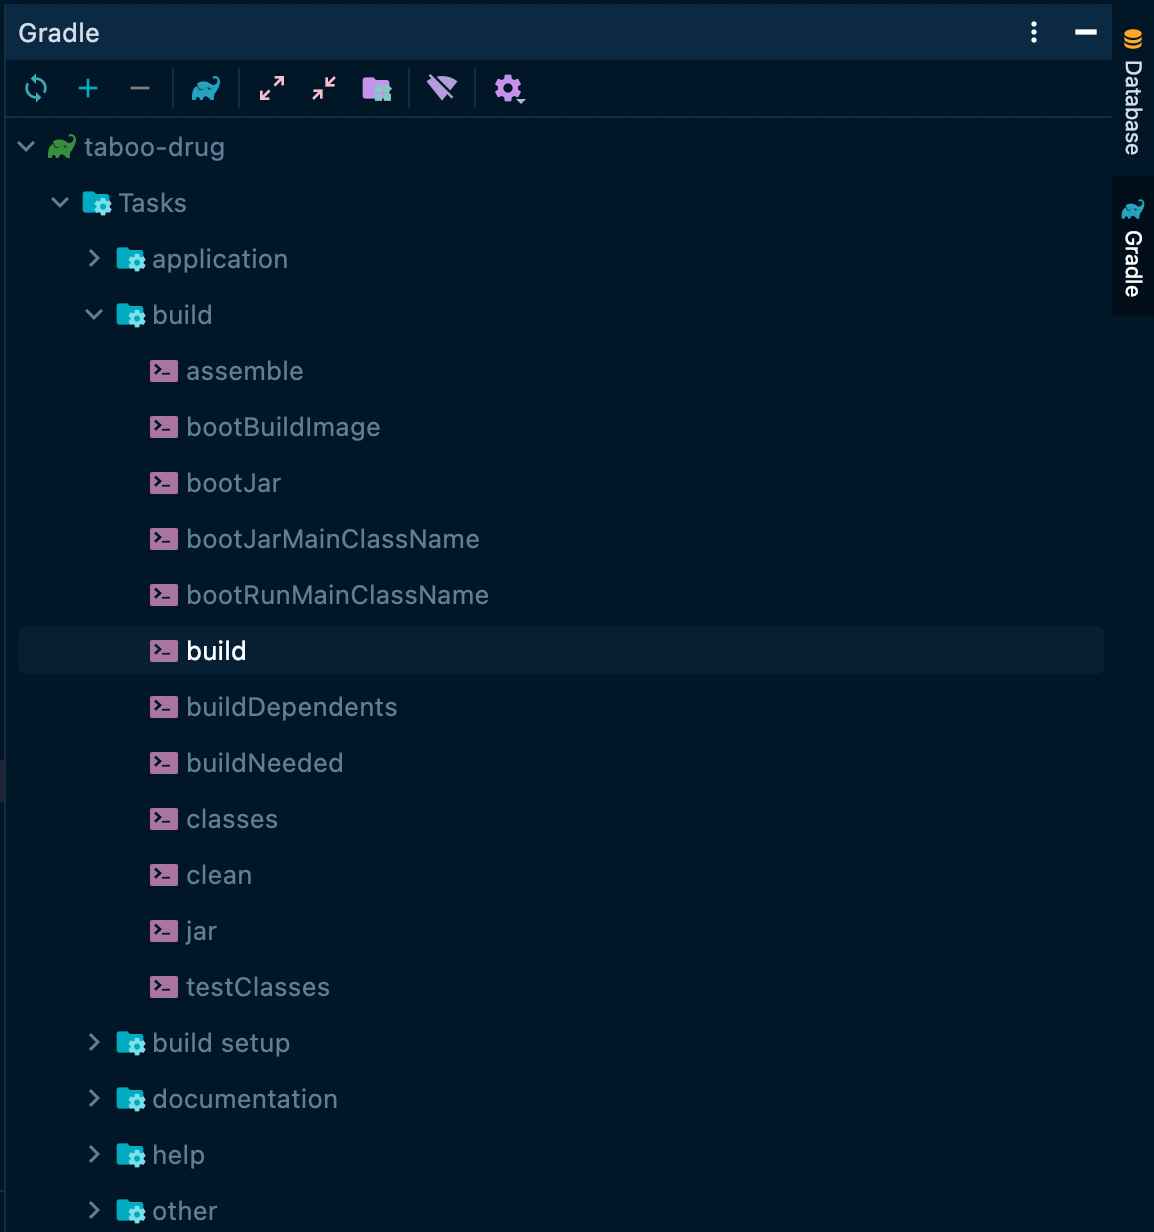 Gradle
taboo-drug
Tasks
application
build
assemble
bootBuildImage
bootJar
bootJarMainClassName
bootRunMainClassName
build
buildDependents
buildNeeded
classes
clean
jar
testClasses
build setup
documentation
help
other
Database
Gradle